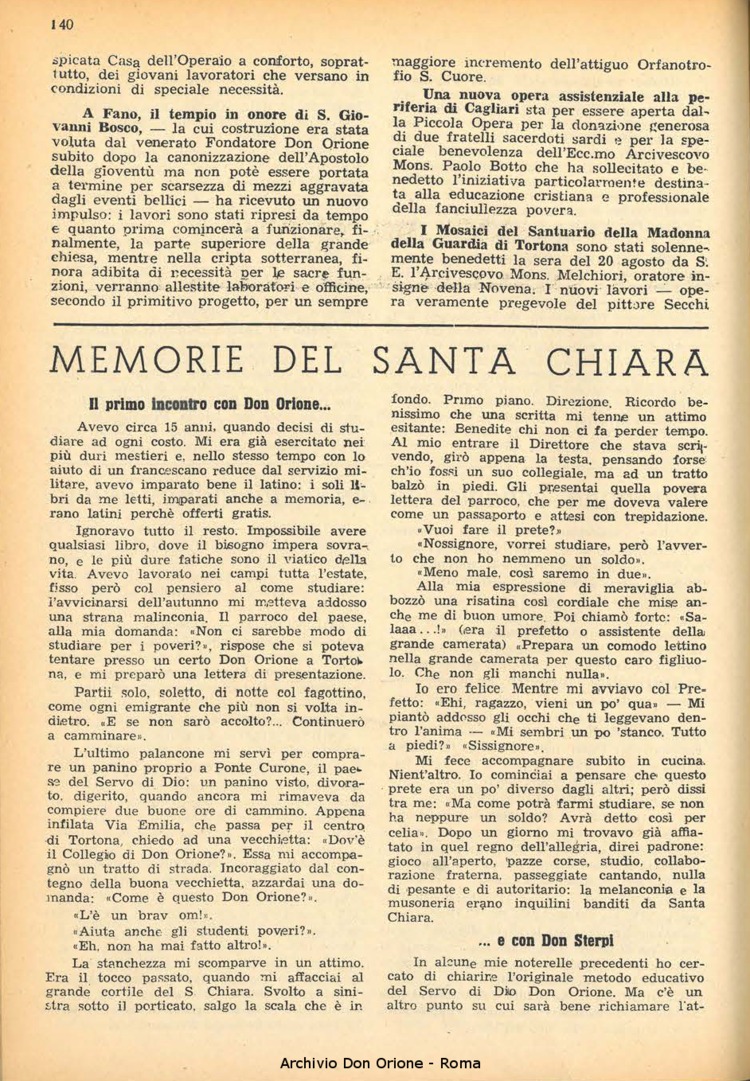 140
spicata Casa dell'Operaio a conforto, soprat-
tutto, dei giovani lavoratori che versano in
condizioni di speciale necessità.
A Fano, il tempio in onore di S. Gio-
vanni Bosco, — la cui costruzione era stata
voluta dal venerato Fondatore Don Orione
subito dopo la canonizzazione dell'Apostolo
della gioventù ma non potè essere portata
a termine per scarsezza di mezzi aggravata
dagli eventi bellici — ha ricevuto un nuovo
impulso: i lavori sono stati ripresi da tempo
e quanto prima comincerà a funzionare, fi-
nalmente, la parte superiore della grande
chiesa, mentre nella cripta sotterranea, fi-
nora adibita di necessità per le sacre fun-
zioni, verranno allestite laboratori e officine,
secondo il primitivo progetto, per un sempre
maggiore incremento dell'attiguo Orfanotro-
fio S. Cuore.
Una nuova opera assistenziale alla pe-
riferia di Cagliari sta per essere aperta dal-
la Piccola Opera per la donazione generosa
di due fratelli sacerdoti sardi e per la spe-
ciale benevolenza dell'Ecc.mo Arcivescovo
Mons. Paolo Botto che ha sollecitato e be-
nedetto l'iniziativa particolarmente destina-
ta alla educazione cristiana e professionale
della fanciullezza povera.
I Mosaici del Santuario della Madonna
della Guardia di Tortona sono stati solenne-
mente benedetti la sera del 20 agosto da S.
E. l'Arcivescovo Mons. Melchiori, oratore in-
signe della Novena. I nuovi lavori — ope-
ra veramente pregevole del pittore Secchi
MEMORIE DEL SANTA CHIARA
Il primo incontro con Don Orione...
Avevo circa 15 anni, quando decisi di stu-
diare ad ogni costo. Mi era già esercitato nei
più duri mestieri e, nello stesso tempo con lo
aiuto di un francescano reduce dal servizio mi-
litare, avevo imparato bene il latino: i soli li-
bri da me letti, imparati anche a memoria, e-
rano latini perchè offerti gratis.
Ignoravo tutto il resto. Impossibile avere
qualsiasi libro, dove il bisogno impera sovra-
no, e le più dure fatiche sono il viatico della
vita. Avevo lavorato nei campi tutta l'estate,
fisso però col pensiero al come studiare:
l'avvicinarsi dell'autunno mi metteva addosso
una strana malinconia. Il parroco del paese,
alla mia domanda: «Non ci sarebbe modo di
studiare per i poveri?», rispose che si poteva
tentare presso un certo Don Orione a Torto-
na, e mi preparò una lettera di presentazione.
Partii solo, soletto, di notte col fagottino,
come ogni emigrante che più non si volta in-
dietro. «E se non sarò accolto?... Continuerò
a camminare».
L'ultimo palancone mi servì per compra-
re un panino proprio a Ponte Curone, il pae-
se del Servo di Dio: un panino visto, divora-
to, digerito, quando ancora mi rimaveva da
compiere due buone ore di cammino. Appena
infilata Via Emilia, che passa per il centro
di Tortona, chiedo ad una vecchietta: «Dov'è
il Collegio di Don Orione?». Essa mi accompa-
gnò un tratto di strada. Incoraggiato dal con-
tegno della buona vecchietta, azzardai una do-
manda: «Come è questo Don Orione?».
«L'è un brav om!».
«Aiuta anche gli studenti poveri?».
«Eh, non ha mai fatto altro!».
La stanchezza mi scomparve in un attimo.
Era il tocco passato, quando mi affacciai al
grande cortile del S. Chiara. Svolto a sini-
stra sotto il porticato, salgo la scala che è in
fondo. Primo piano. Direzione. Ricordo be-
nissimo che una scritta mi tenne un attimo
esitante: Benedite chi non ci fa perder tempo.
Al mio entrare il Direttore che stava scri-
vendo, girò appena la testa, pensando forse
ch'io fossi un suo collegiale, ma ad un tratto
balzò in piedi. Gli presentai quella povera
lettera del parroco, che per me doveva valere
come un passaporto e attesi con trepidazione.
«Vuoi fare il prete?»
«Nossignore, vorrei studiare, però l'avver-
to che non ho nemmeno un soldo».
«Meno male, così saremo in due».
Alla mia espressione di meraviglia ab-
bozzò una risatina così cordiale che mise an-
che me di buon umore. Poi chiamò forte: «Sa-
laaa...!» (era il prefetto o assistente della
grande camerata) «Prepara un comodo lettino
nella grande camerata per questo caro figliuo-
lo. Che non gli manchi nulla».
Io ero felice. Mentre mi avviavo col Pre-
fetto: «Ehi, ragazzo, vieni un po' qua» — Mi
piantò addosso gli occhi che ti leggevano den-
tro l'anima — «Mi sembri un po 'stanco. Tutto
a piedi?» «Sissignore».
Mi fece accompagnare subito in cucina.
Nient'altro. Io cominciai a pensare che questo
prete era un po' diverso dagli altri; però dissi
tra me: «Ma come potrà farmi studiare, se non
ha neppure un soldo? Avrà detto così per
celia». Dopo un giorno mi trovavo già affia-
tato in quel regno dell'allegria, direi padrone:
gioco all'aperto, pazze corse, studio, collabo-
razione fraterna, passeggiate cantando, nulla
di pesante e di autoritario: la melanconia e la
musoneria erano inquilini banditi da Santa
Chiara.
... e con Don Sterpi
In alcune mie noterelle precedenti ho cer-
cato di chiarire l'originale metodo educativo
del Servo di Dio Don Orione. Ma c'è un
altro punto su cui sarà bene richiamare l'at-
Archivio Don Orione - Roma